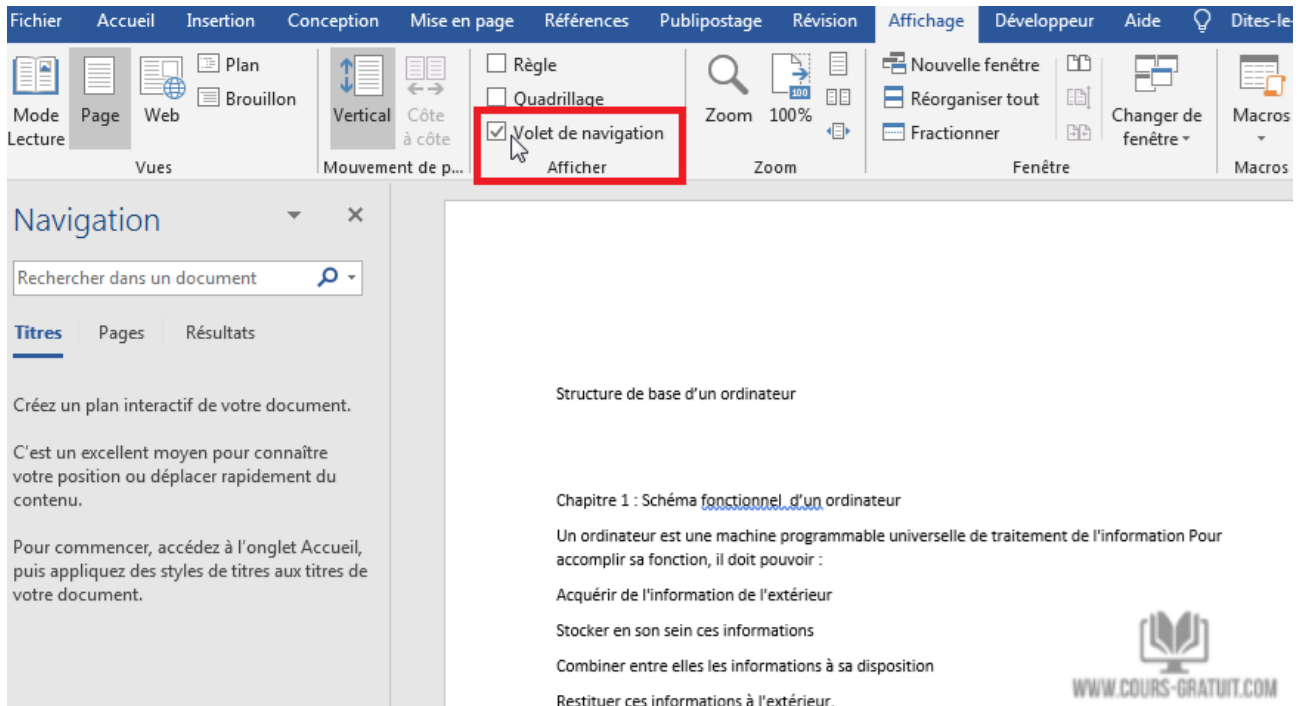 Fichier Accueil Insertion Conception Mise en page Références Publipostage Révision Affichage Développeur Aide Dites-le-
Mode Lecture
Page
Web
Plan
Brouillon
Vues
Vertical
Côte à côte
Mouvement de p...
Règle
Quadrillage
Volet de navigation
Afficher
Zoom
100
100%
Zoom
Nouvelle fenêtre
Réorganiser tout
Fractionner
Changer de fenêtre
Fenêtre
Macros
Macros
Navigation
Rechercher dans un document
Titres Pages Résultats
Créez un plan interactif de votre document.
C'est un excellent moyen pour connaître
votre position ou déplacer rapidement du
contenu.
Pour commencer, accédez à l'onglet Accueil,
puis appliquez des styles de titres aux titres de
votre document.
Structure de base d'un ordinateur
Chapitre 1 : Schéma fonctionnel d'un ordinateur
Un ordinateur est une machine programmable universelle de traitement de l'information Pour
accomplir sa fonction, il doit pouvoir :
Acquérir de l'information de l'extérieur
Stocker en son sein ces informations
Combiner entre elles les informations à sa disposition
Restituer ces informations à l'extérieur.
WWW.COURS-GRATUIT.COM